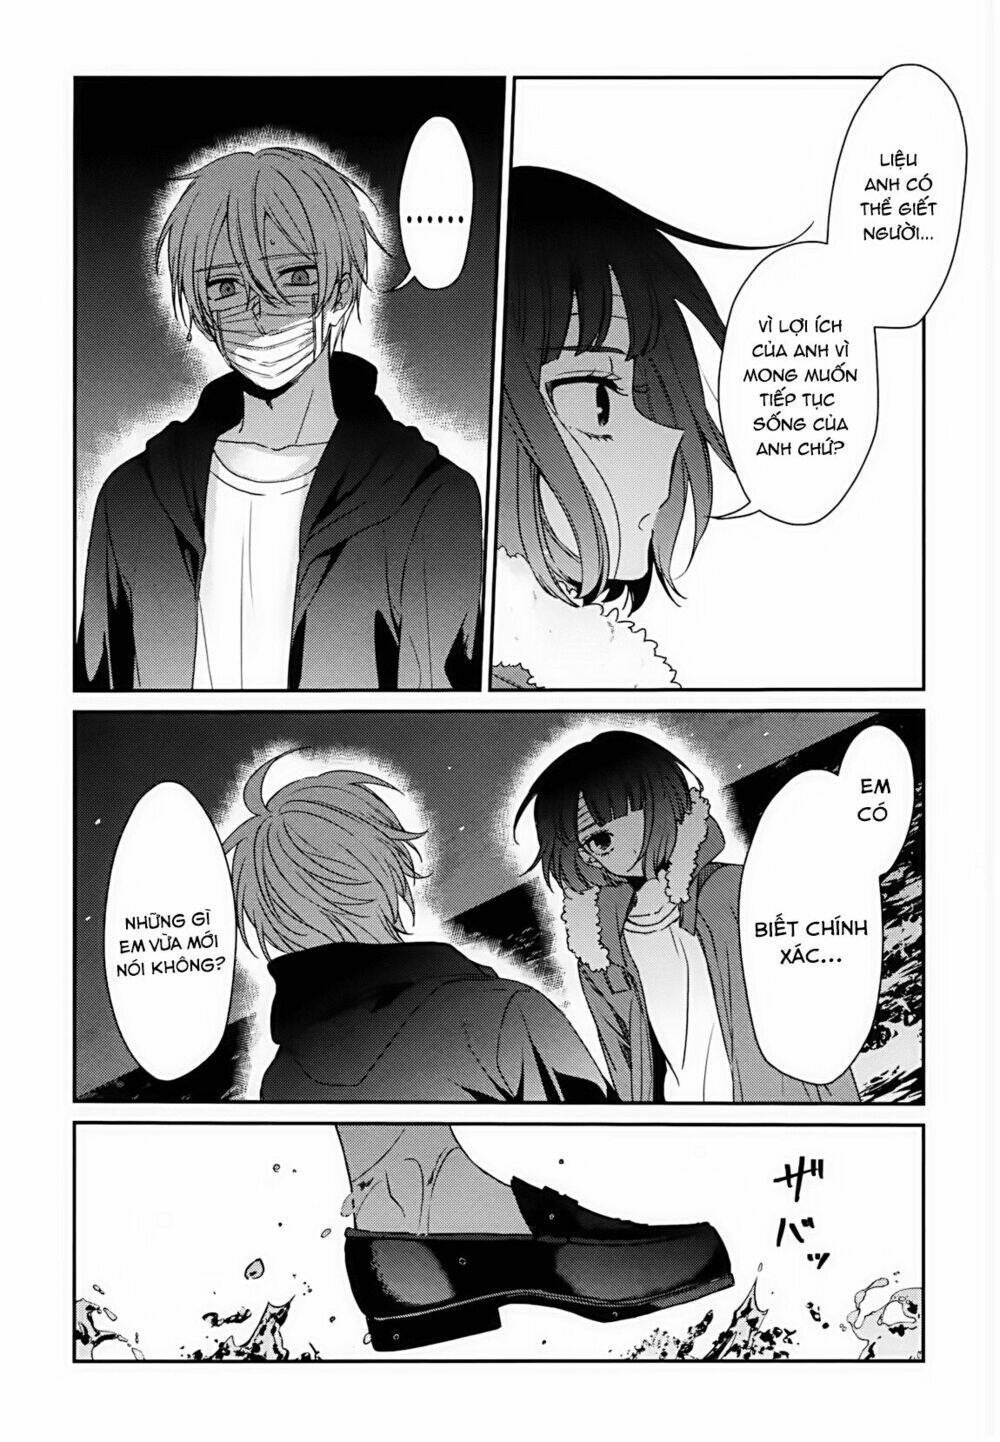 LIỆU
ANH CÓ
THỂ GIẾT
NGƯỜI...
VÌ LỢI ÍCH
CỦA ANH VÌ
MONG MUỐN
TIẾP TỤC
SỐNG CỦA
ANH CHỨ?
.......
EM
CÓ
BIẾT CHÍNH
XÁC...
NHỮNG GÌ
EM VỪA MỚI
NÓI KHÔNG?
ザバッ